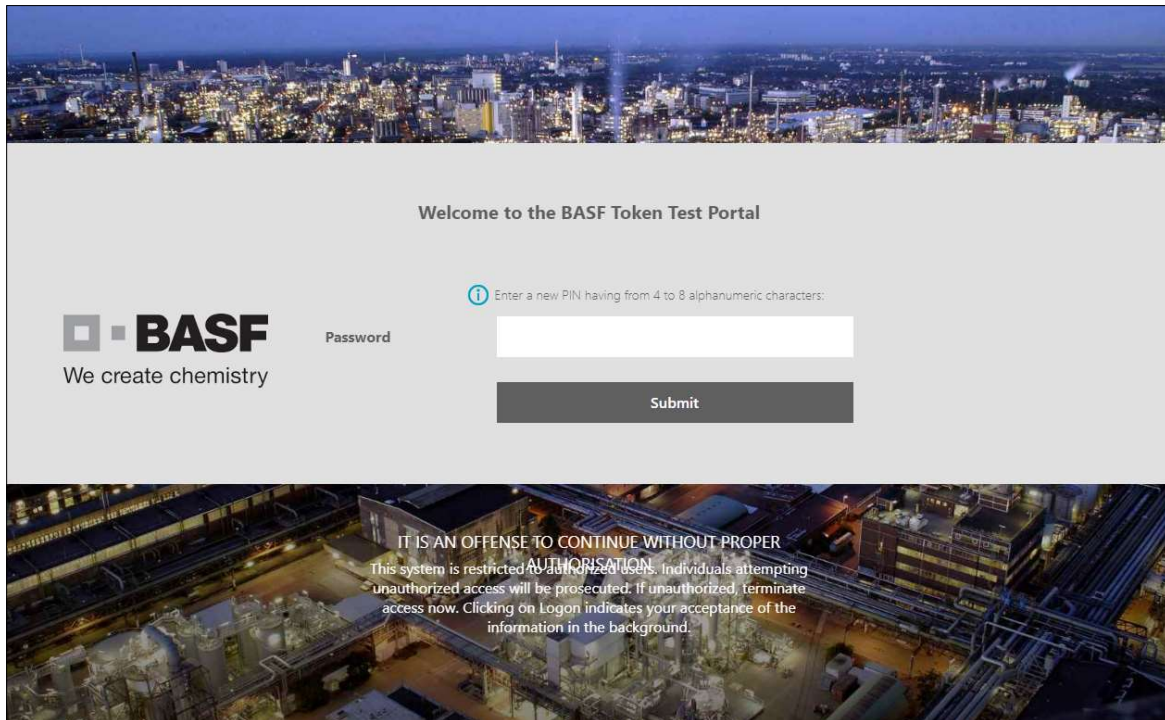 Welcome to the BASF Token Test Portal
Enter a new PIN having from 4 to 8 alphanumeric characters:
BASF
We create chemistry
Password
Submit
IT IS AN OFFENSE TO CONTINUE WITHOUT PROPER
AUTHORISATION
This system is restricted to authorized users. Individuals attempting
unauthorized access will be prosecuted. If unauthorized, terminate
access now. Clicking on Logon indicates your acceptance of the
information in the background.